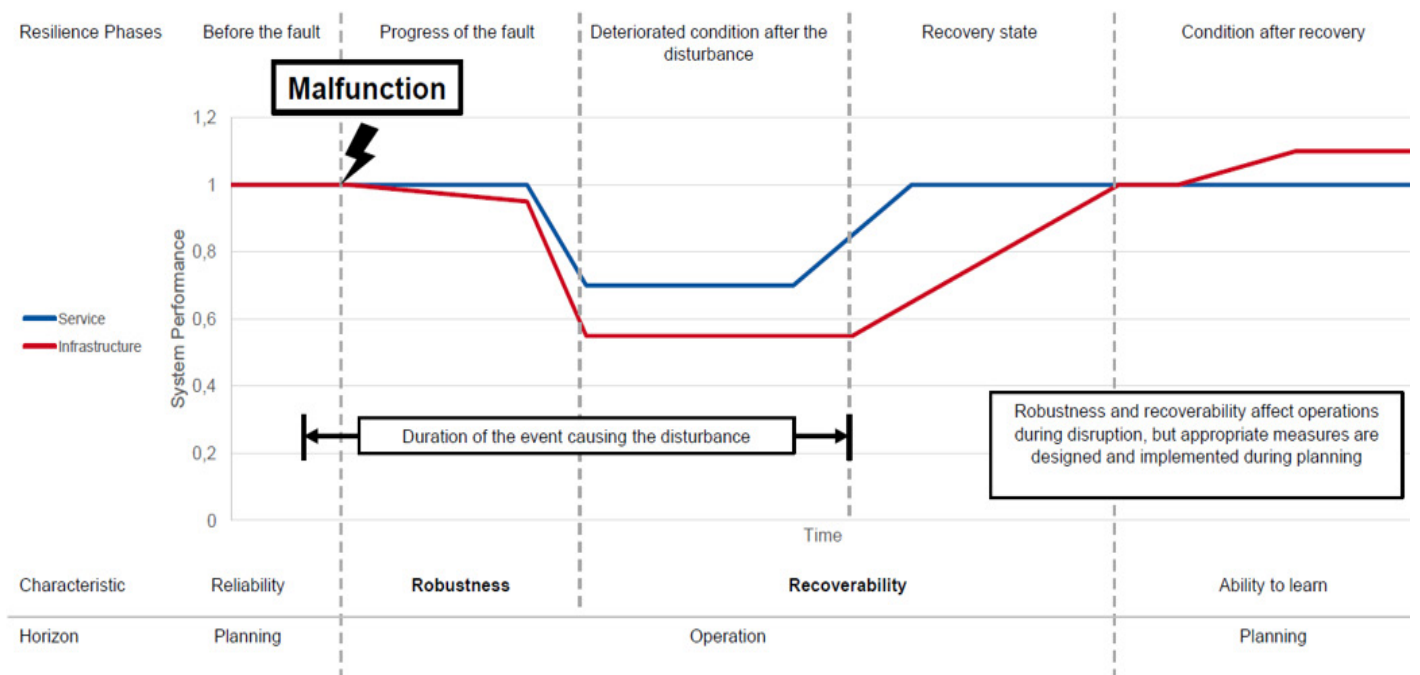 Resilience Phases
Before the fault
Progress of the fault
Deteriorated condition after the
disturbance
Recovery state
Condition after recovery
Malfunction
1,2
1
0,8
0,6
0,4
0,2
0
System Performance
Service
Infrastructure
Duration of the event causing the disturbance
Robustness and recoverability affect operations
during disruption, but appropriate measures are
designed and implemented during planning
Time
Characteristic
Reliability
Robustness
Recoverability
Ability to learn
Horizon
Planning
Operation
Planning